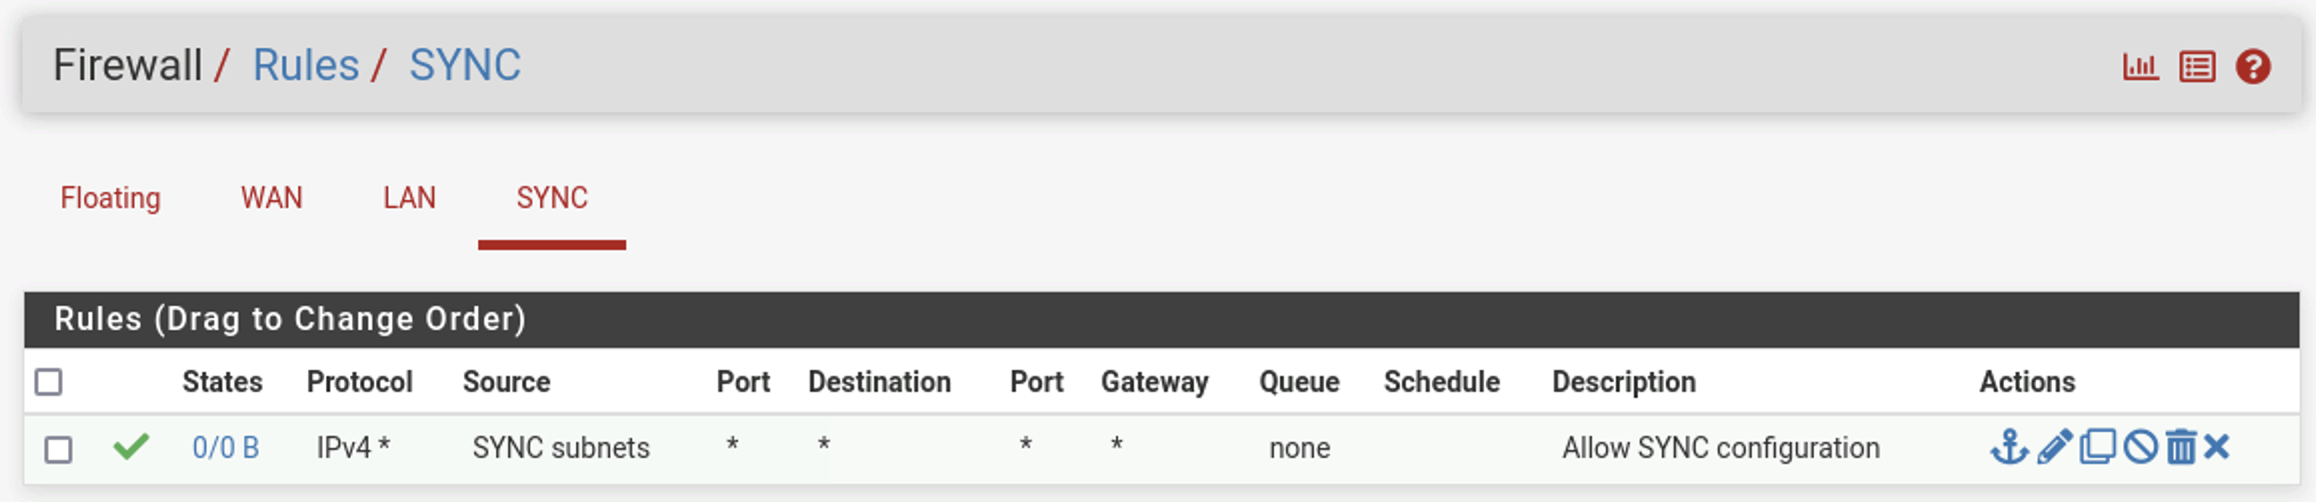 Firewall / Rules / SYNC
Floating WAN LAN SYNC
Rules (Drag to Change Order)
States Protocol Source Port Destination Port Gateway Queue Schedule Description Actions
0/0 B IPv4 * SYNC subnets * * * * none Allow SYNC configuration